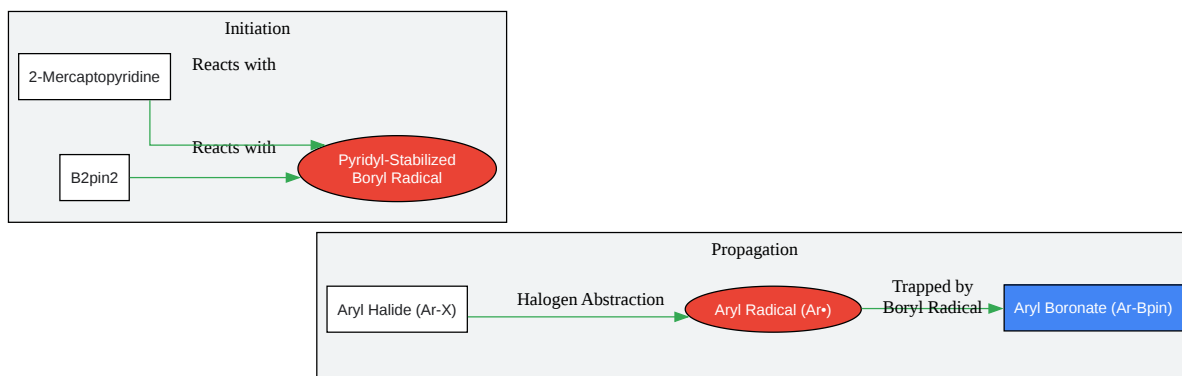 Initiation
Reacts with
2-Mercaptopyridine
Reacts with
Pyridyl-Stabilized
Boryl Radical
B2pin2
Propagation
Aryl Halide (Ar-X)
Halogen Abstraction
Aryl Radical (Ar•)
Trapped by
Boryl Radical
Aryl Boronate (Ar-Bpin)